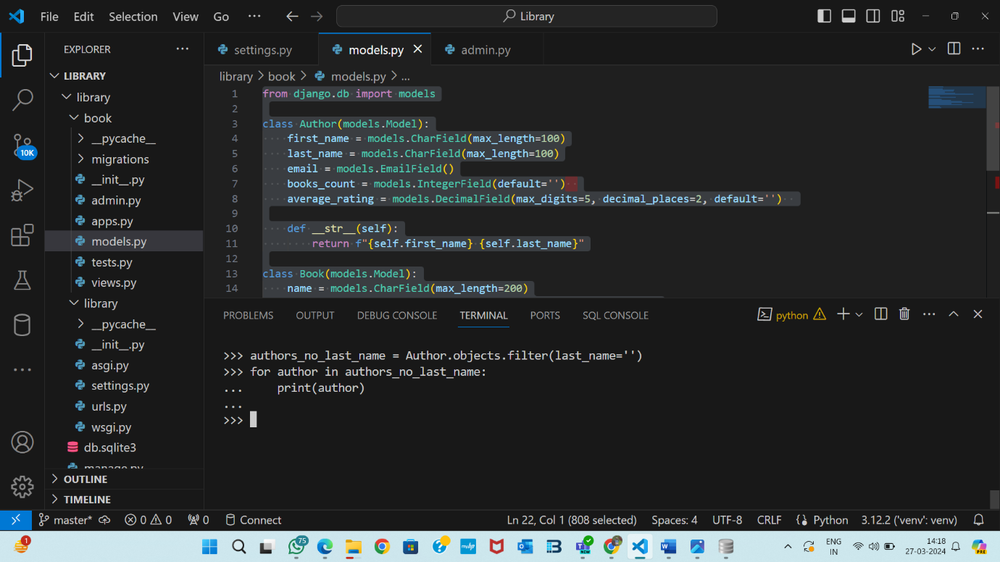 File Edit Selection View Go ··· Library
EXPLORER ···
LIBRARY
library
book
__pycache__
migrations
__init__.py
admin.py
apps.py
models.py
tests.py
views.py
library
__pycache__
__init__.py
asgi.py
settings.py
urls.py
wsgi.py
db.sqlite3
manage.py
OUTLINE
TIMELINE
10K
settings.py models.py admin.py
library > book > models.py > ...
1 from django.db import models
2
3 class Author(models.Model):
4 first_name = models.CharField(max_length=100)
5 last_name = models.CharField(max_length=100)
6 email = models.EmailField()
7 books_count = models.IntegerField(default='')
8 average_rating = models.DecimalField(max_digits=5, decimal_places=2, default='')
9
10 def __str__(self):
11 return f"{self.first_name} {self.last_name}"
12
13 class Book(models.Model):
14 name = models.CharField(max_length=200)
PROBLEMS OUTPUT DEBUG CONSOLE TERMINAL PORTS SQL CONSOLE python
>>> authors_no_last_name = Author.objects.filter(last_name='')
>>> for author in authors_no_last_name:
... print(author)
...
>>>
master* 0 0 0 Connect Ln 22, Col 1 (808 selected) Spaces: 4 UTF-8 CRLF Python 3.12.2 ('venv': venv)
1 75 NEW ENG IN 14:18 27-03-2024 PRE